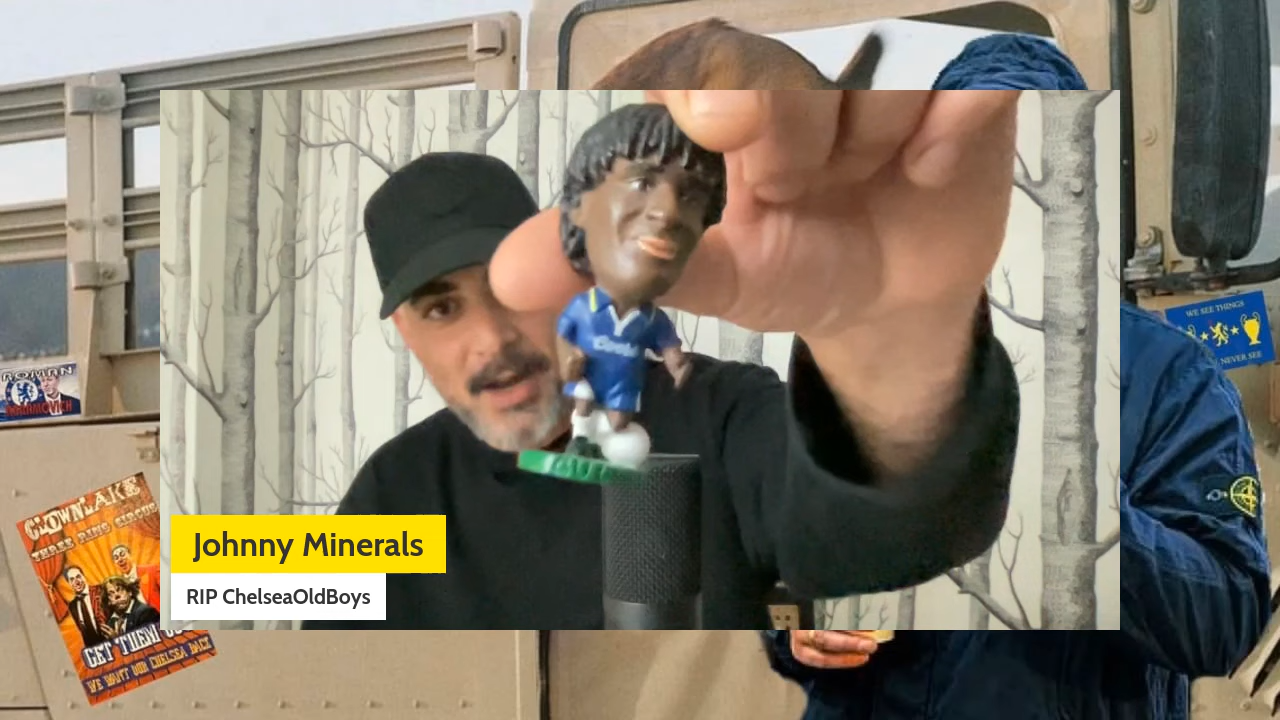 WE SEE THINGS
NEVER SEE
ROMAN
ABRAMOVICH
CLOWNLAKE
THREE RING CIRCUS
GET THEM
WE WANT OUR CHELSEA BACK
Johnny Minerals
RIP ChelseaOldBoys